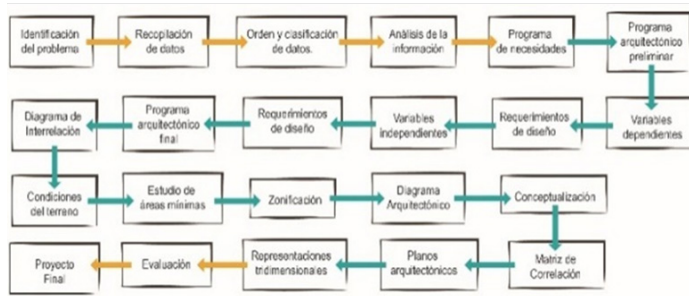 Identificación
del problema
Recopilación
de datos
Orden y clasificación
de datos.
Análisis de la
información
Programa
de necesidades
Programa
arquitectónico
preliminar
Diagrama de
Interrelación
Programa
arquitectónico
final
Requerimientos
de diseño
Variables
independientes
Requerimientos
de diseño
Variables
dependientes
Condiciones
del terreno
Estudio de
áreas mínimas
Zonificación
Diagrama
Arquitectónico
Conceptualización
Proyecto
Final
Evaluación
Representaciones
tridimensionales
Planos
arquitectónicos
Matriz de
Correlación